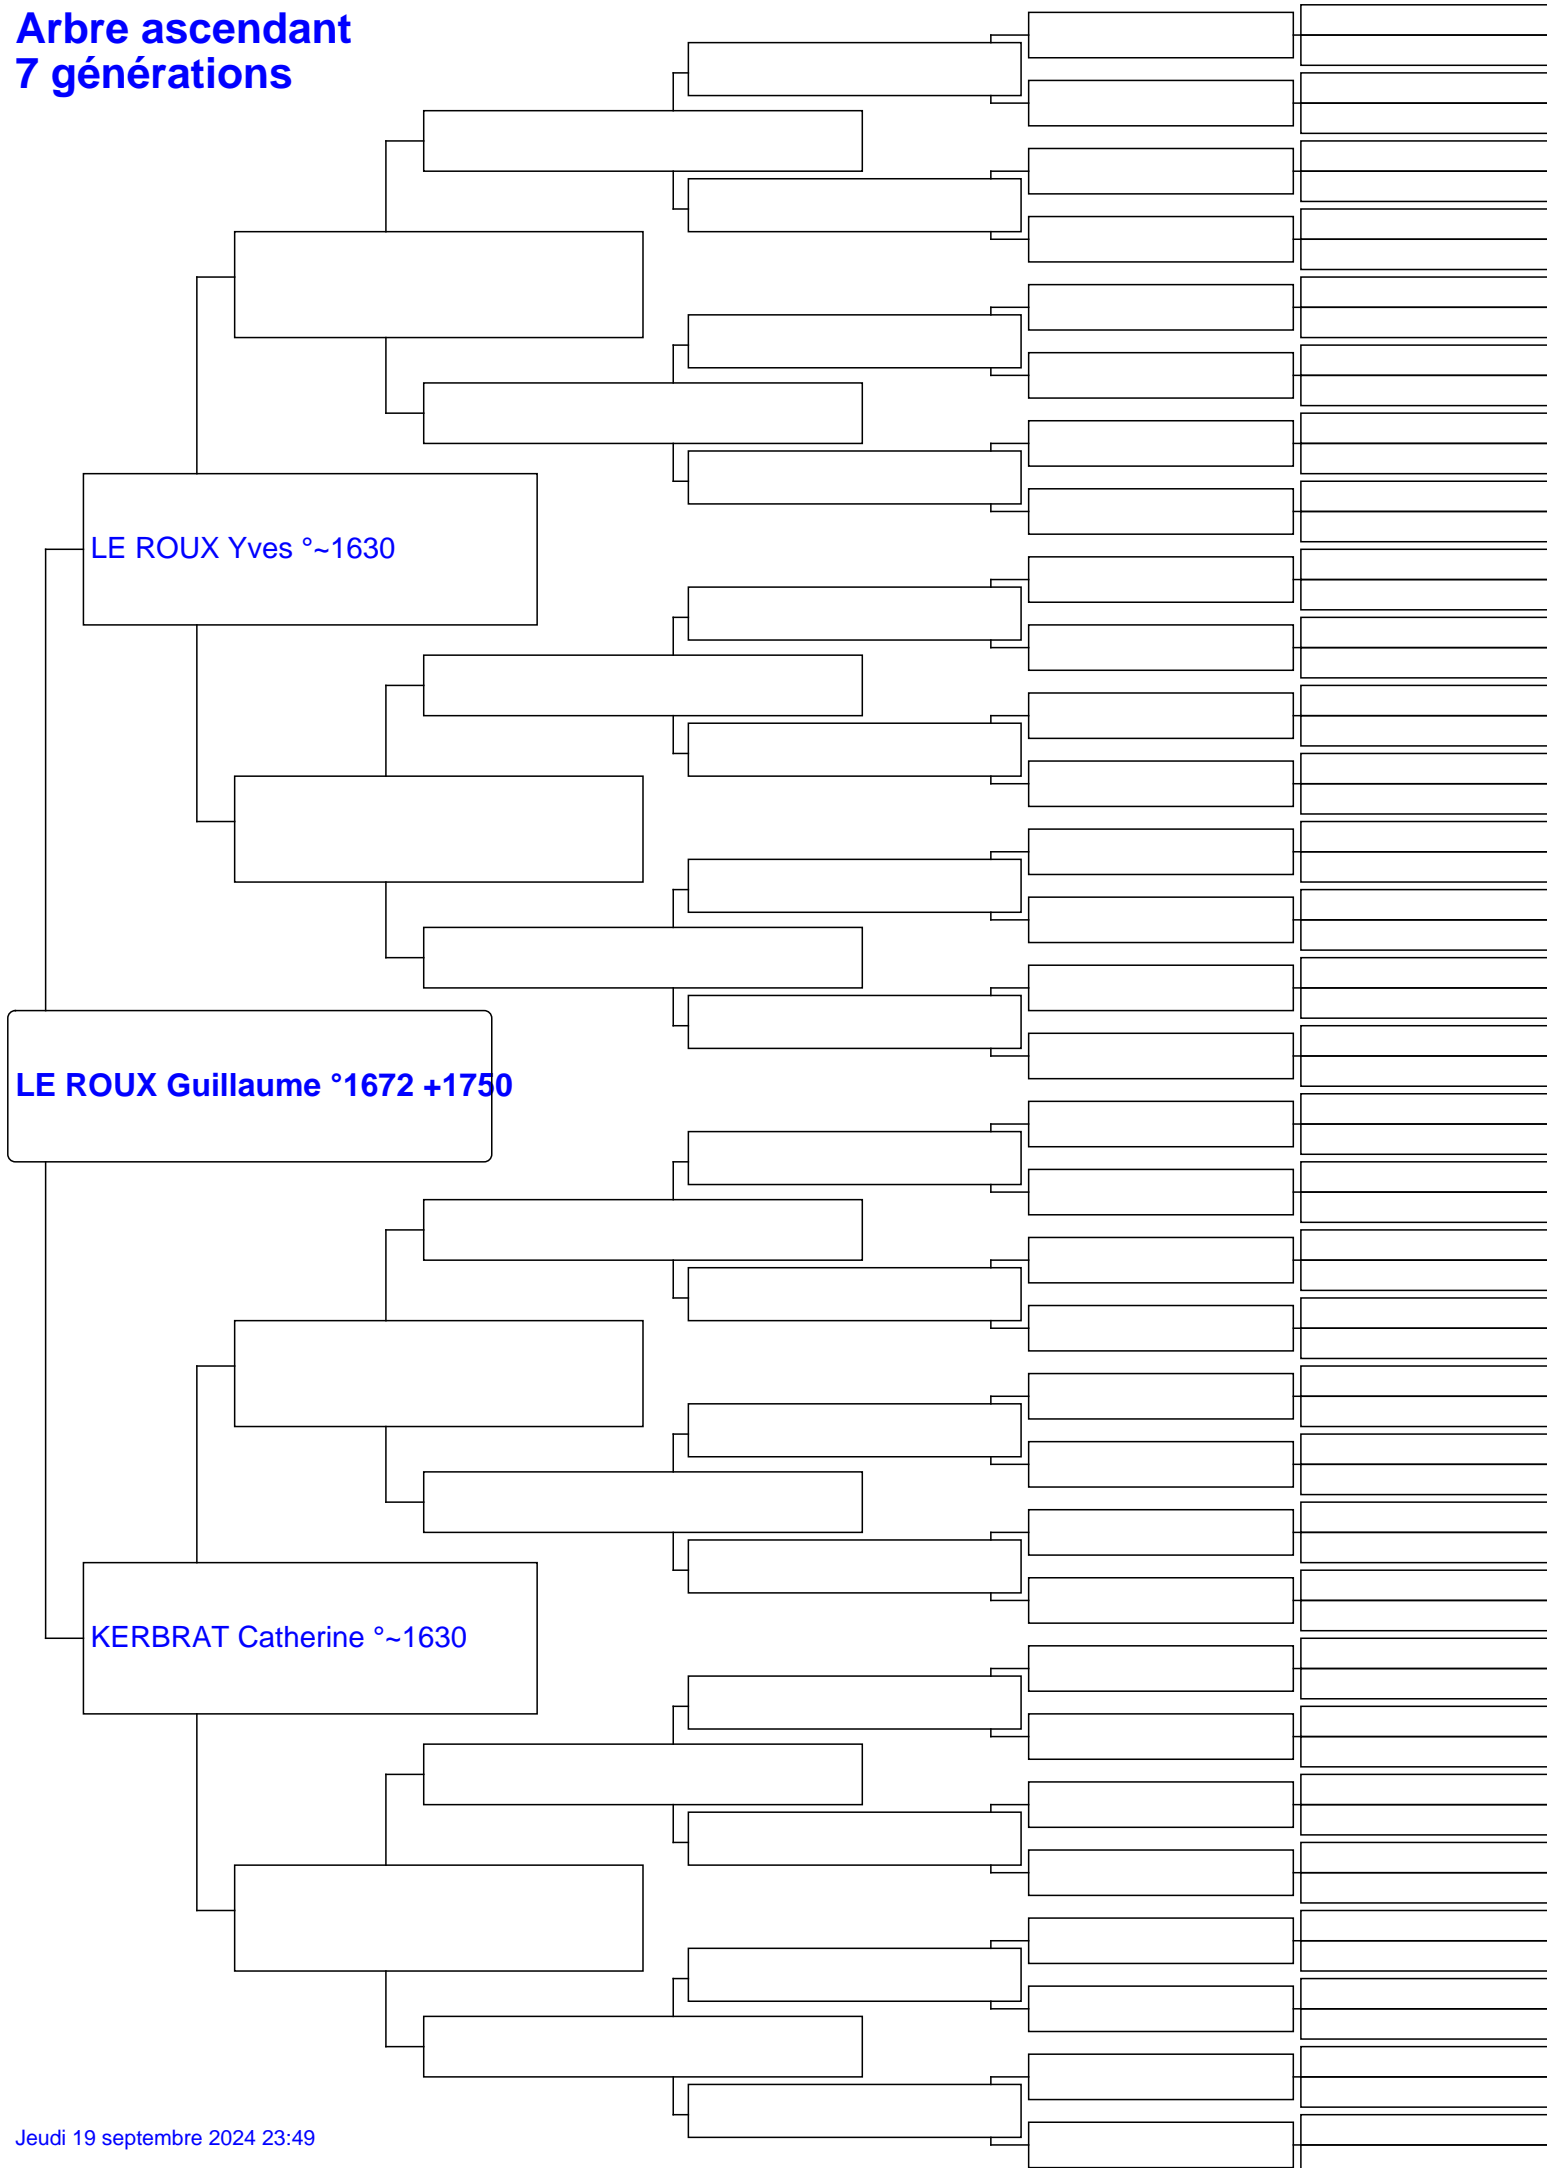 Arbre ascendant
7 générations
LE ROUX Yves °~1630
LE ROUX Guillaume °1672 +1750
KERBRAT Catherine °~1630
Jeudi 19 septembre 2024 23:49